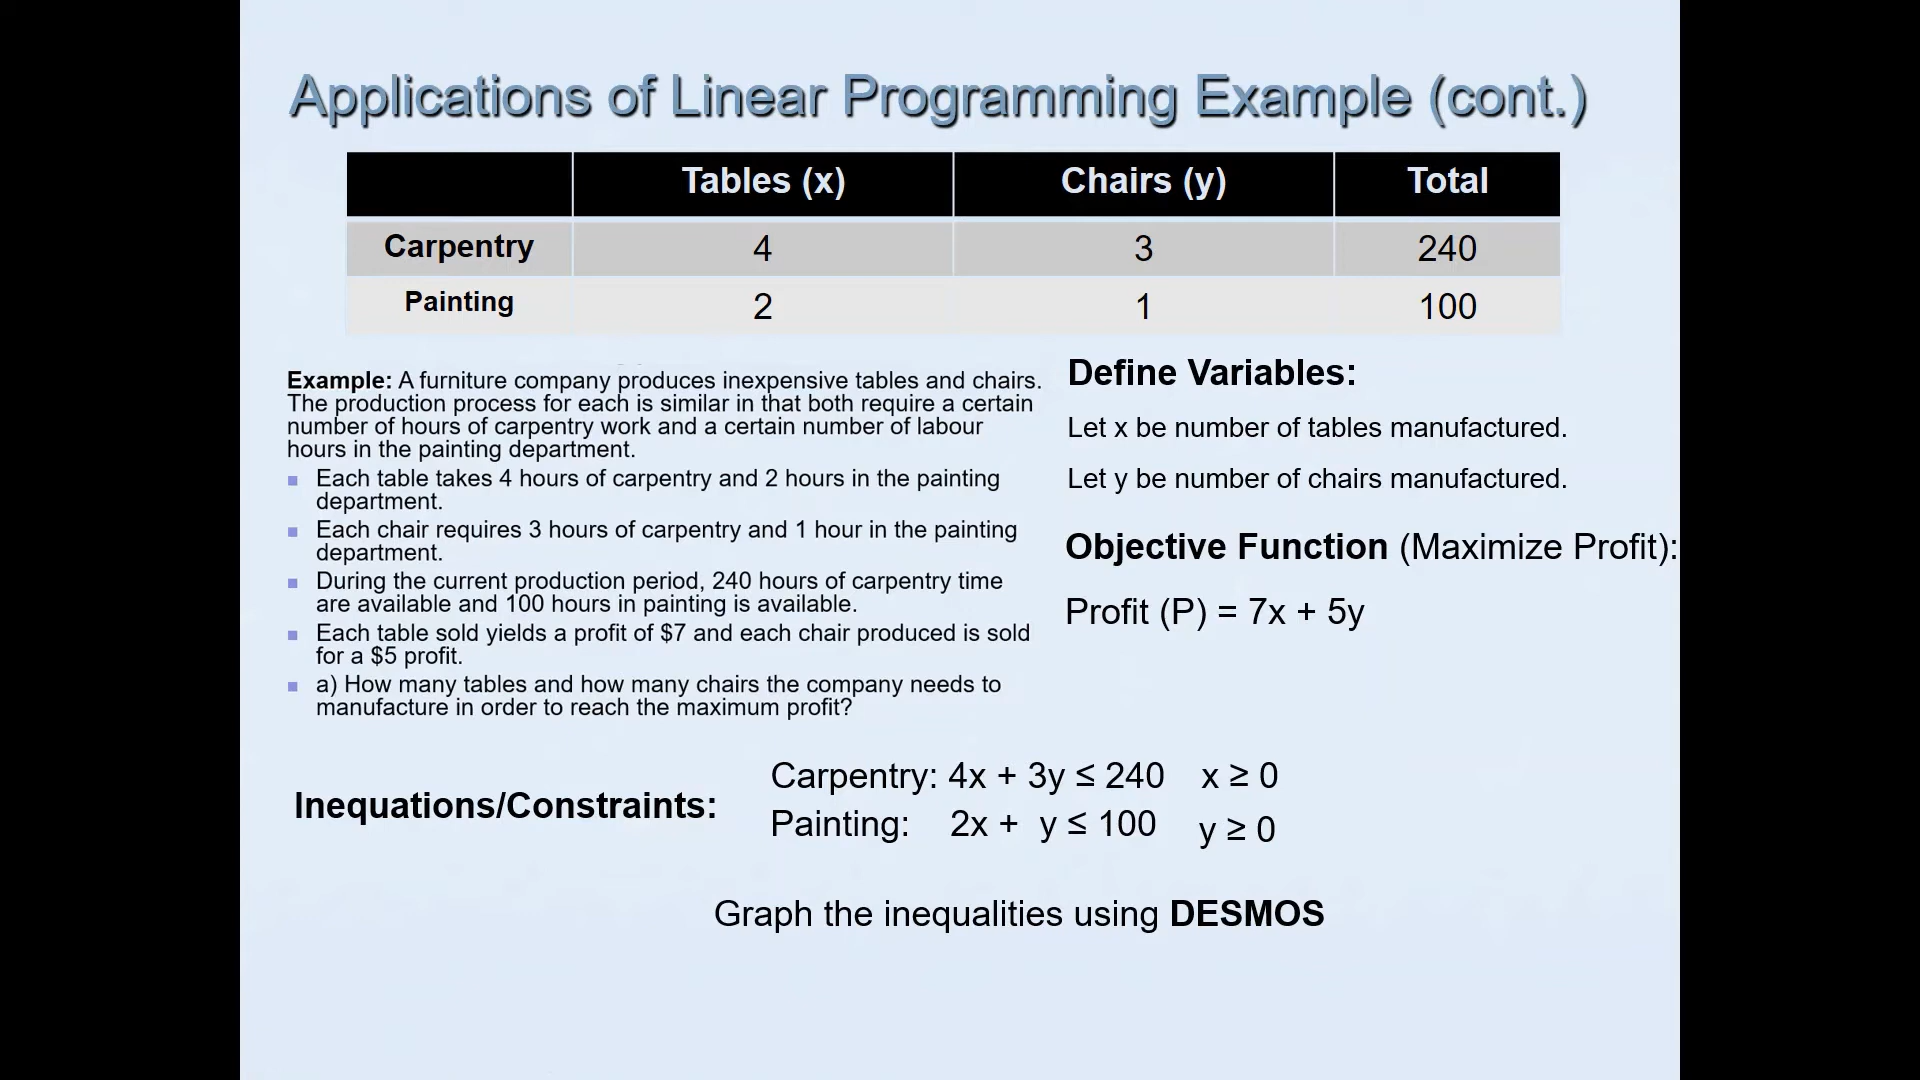 Applications of Linear Programming Example (cont.)
Tables (x) Chairs (y) Total
Carpentry 4 3 240
Painting 2 1 100
Example: A furniture company produces inexpensive tables and chairs.
The production process for each is similar in that both require a certain
number of hours of carpentry work and a certain number of labour
hours in the painting department.
Each table takes 4 hours of carpentry and 2 hours in the painting
department.
Each chair requires 3 hours of carpentry and 1 hour in the painting
department.
During the current production period, 240 hours of carpentry time
are available and 100 hours in painting is available.
Each table sold yields a profit of $7 and each chair produced is sold
for a $5 profit.
a) How many tables and how many chairs the company needs to
manufacture in order to reach the maximum profit?
Define Variables:
Let x be number of tables manufactured.
Let y be number of chairs manufactured.
Objective Function (Maximize Profit):
Profit (P) = 7x + 5y
Inequations/Constraints:
Carpentry: 4x + 3y ≤ 240 x ≥ 0
Painting: 2x + y ≤ 100 y ≥ 0
Graph the inequalities using DESMOS